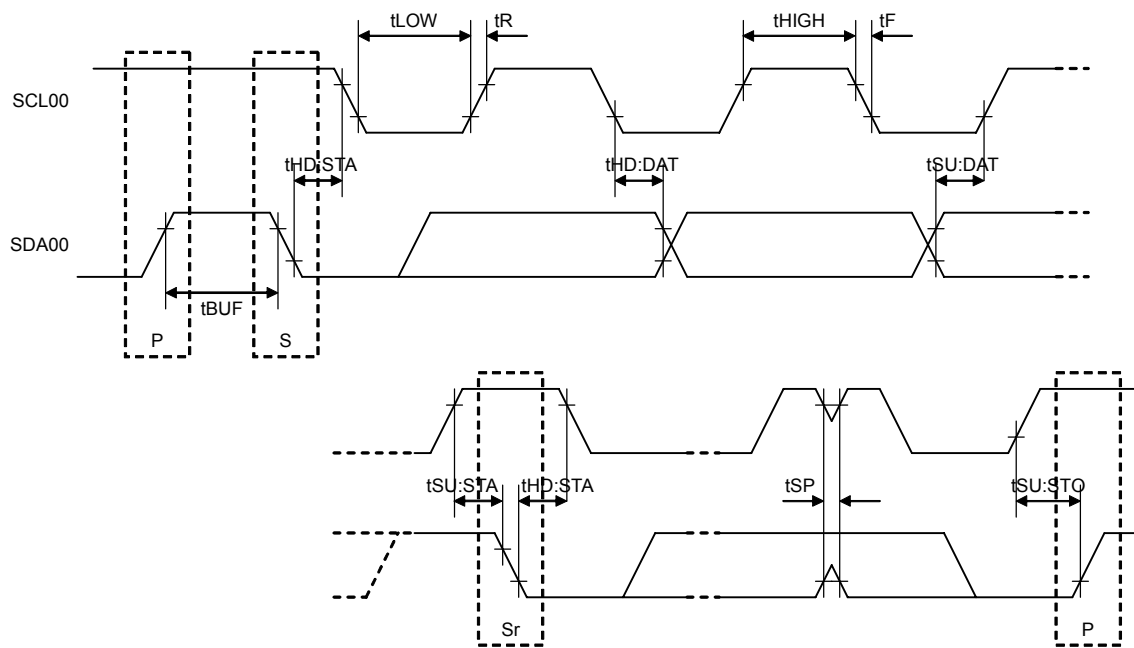 tLOW
tR
tHIGH
tF
SCL00
tHD:STA
tHD:DAT
tSU:DAT
SDA00
tBUF
P
S
tSU:STA
tHD:STA
tSP
tSU:STO
Sr
P